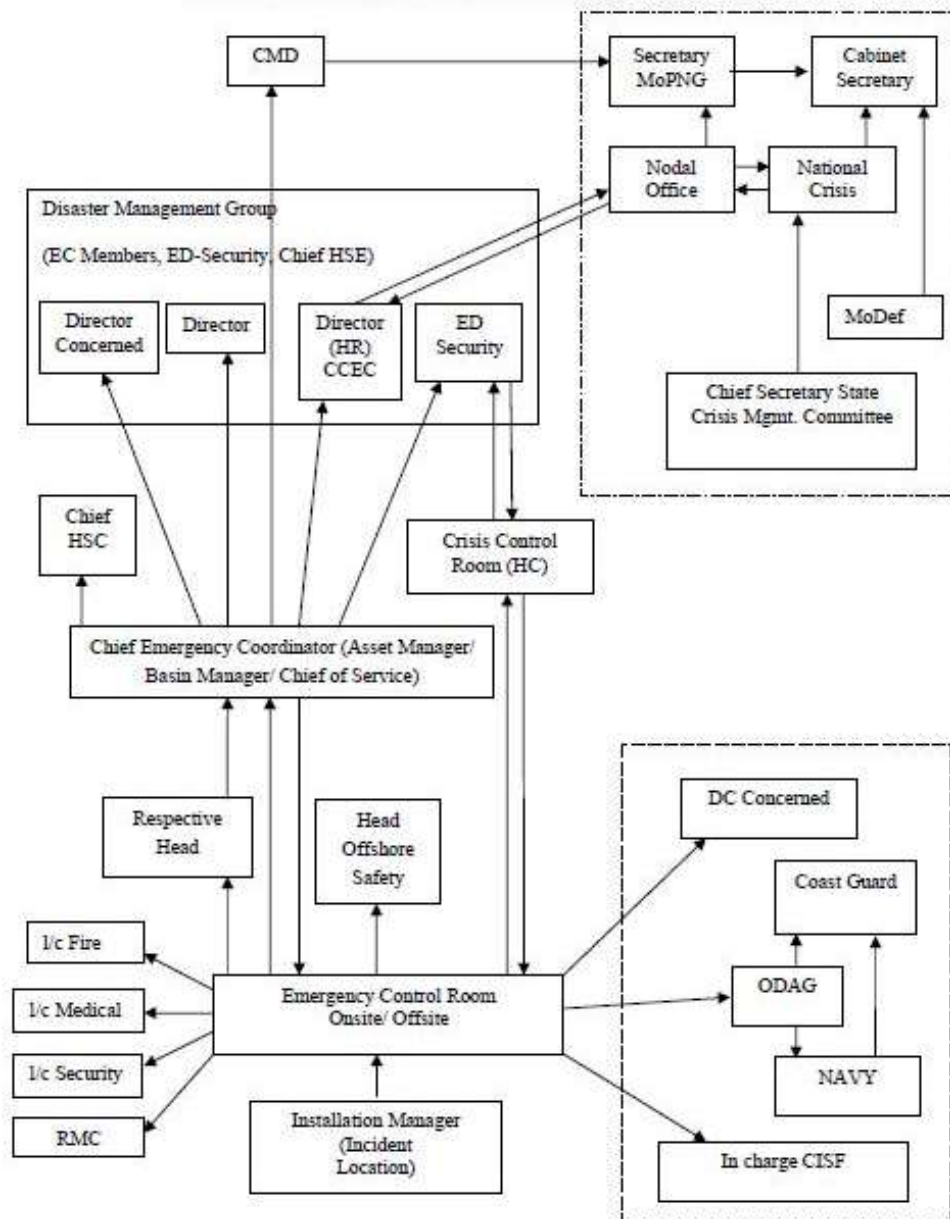 CMD
Secretary
MoPNG
Cabinet
Secretary
Nodal
Office
National
Crisis
MoDef
Chief Secretary State
Crisis Mgmt. Committee
Disaster Management Group
(EC Members, ED-Security, Chief HSE)
Director
Concerned
Director
Director
(HR)
CCEC
ED
Security
Chief
HSC
Crisis Control
Room (HC)
Chief Emergency Coordinator (Asset Manager/
Basin Manager/ Chief of Service)
Respective
Head
Head
Offshore
Safety
DC Concerned
Coast Guard
ODAG
NAVY
In charge CISF
I/c Fire
I/c Medical
I/c Security
RMC
Emergency Control Room
Onsite/ Offsite
Installation Manager
(Incident
Location)